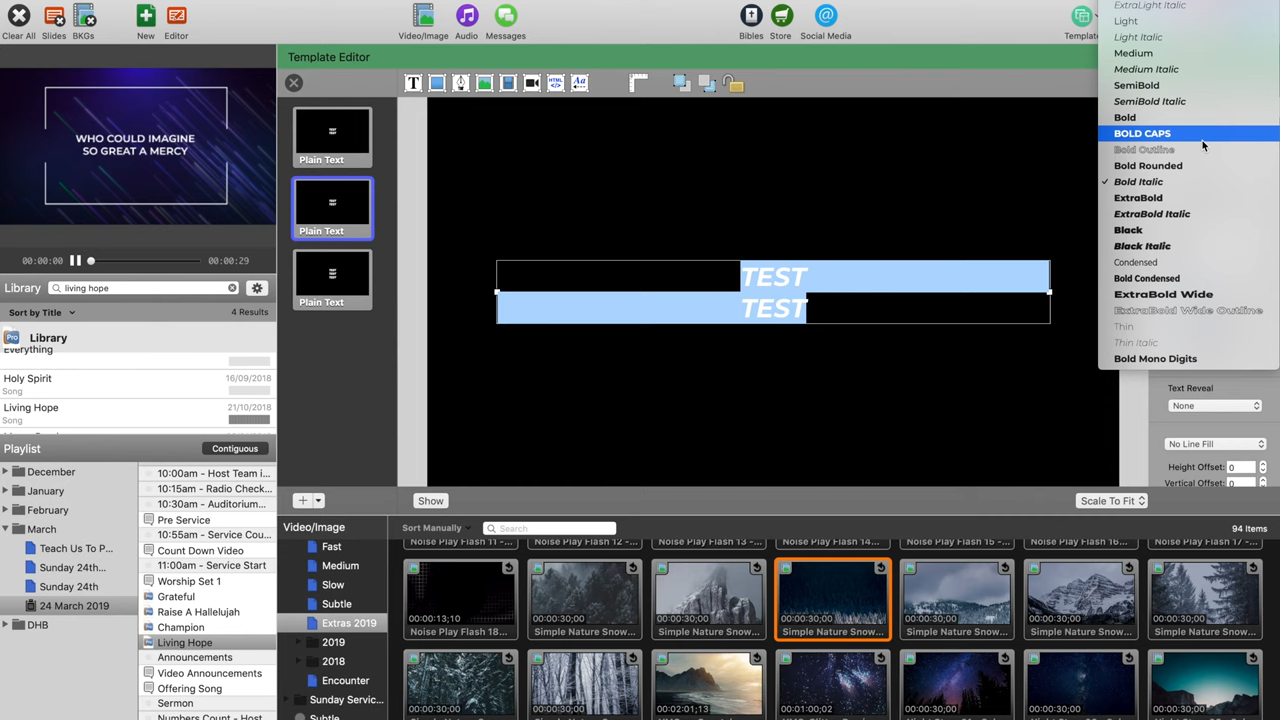 Clear All
Slides
BKGs
New
Editor
Video/Image
Audio
Messages
Bibles
Store
Social Media
Template
Template Editor
WHO COULD IMAGINE
SO GREAT A MERCY
00:00:00
00:00:29
Library
living hope
Sort by Title
4 Results
Library
Everything
Holy Spirit
16/09/2018
Song
Living Hope
21/10/2018
Song
Playlist
Contiguous
December
January
February
March
Teach Us To P...
Sunday 24th...
Sunday 24th
24 March 2019
DHB
10:00am - Host Team i...
10:15am - Radio Check...
10:30am - Auditorium...
Pre Service
10:55am - Service Cou...
Count Down Video
11:00am - Service Start
Worship Set 1
Grateful
Raise A Hallelujah
Champion
Living Hope
Announcements
Video Announcements
Offering Song
Sermon
Numbers Count - Host
Plain Text
Plain Text
Plain Text
TEST
TEST
Show
Scale To Fit
ExtraLight Italic
Light
Light Italic
Medium
Medium Italic
SemiBold
SemiBold Italic
Bold
BOLD CAPS
Bold Outline
Bold Rounded
✓ Bold Italic
ExtraBold
ExtraBold Italic
Black
Black Italic
Condensed
Bold Condensed
ExtraBold Wide
ExtraBold Wide Outline
Thin
Thin Italic
Bold Mono Digits
Text Reveal
None
No Line Fill
Height Offset: 0
Vertical Offset: 0
Video/Image
Fast
Medium
Slow
Subtle
Extras 2019
2019
2018
Encounter
Sunday Servic...
Subtle
Sort Manually
Search
94 Items
Noise Play Flash 11 -...
Noise Play Flash 12 -...
Noise Play Flash 13 -...
Noise Play Flash 14...
Noise Play Flash 15 -...
Noise Play Flash 16...
Noise Play Flash 17 -...
00:00:13;10
Noise Play Flash 18...
00:00:30;00
Simple Nature Snow...
00:00:30;00
Simple Nature Snow...
00:00:30;00
Simple Nature Snow...
00:00:30;00
Simple Nature Snow...
00:00:30;00
Simple Nature Snow...
00:00:30;00
Simple Nature Snow...
00:00:30;00
00:00:30;00
00:02:01;13
00:01:00;02
00:00:30;00
00:00:30;00
00:00:30;00